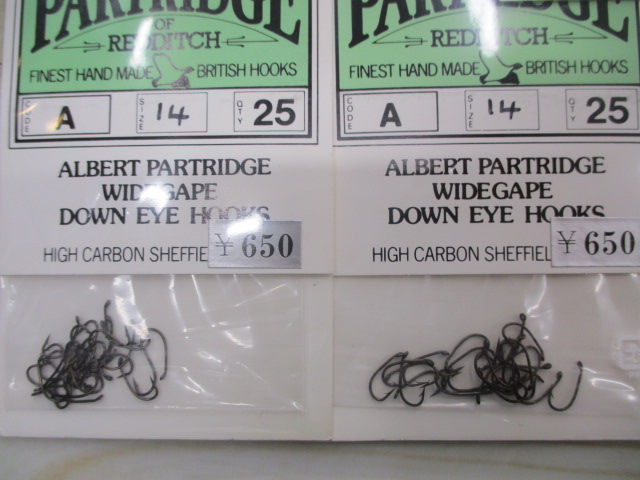 PARTRIDGE
OF
REDDITCH
FINEST HAND MADE BRITISH HOOKS
CODE A SIZE 14 QTY 25
ALBERT PARTRIDGE
WIDEGAPE
DOWN EYE HOOKS
HIGH CARBON SHEFFIEL
¥650
PARTRIDGE
OF
REDDITCH
FINEST HAND MADE BRITISH HOOKS
CODE A SIZE 14 QTY 25
ALBERT PARTRIDGE
WIDEGAPE
DOWN EYE HOOKS
HIGH CARBON SHEFFIEL
¥650